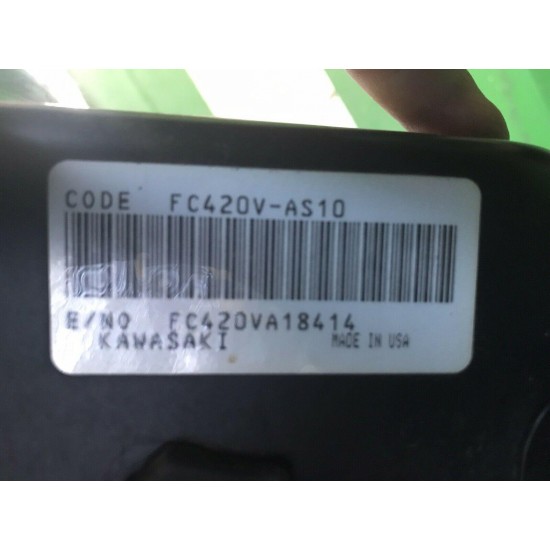 CODE FC420V-AS10
E/NO FC420VA18414
KAWASAKI MADE IN USA